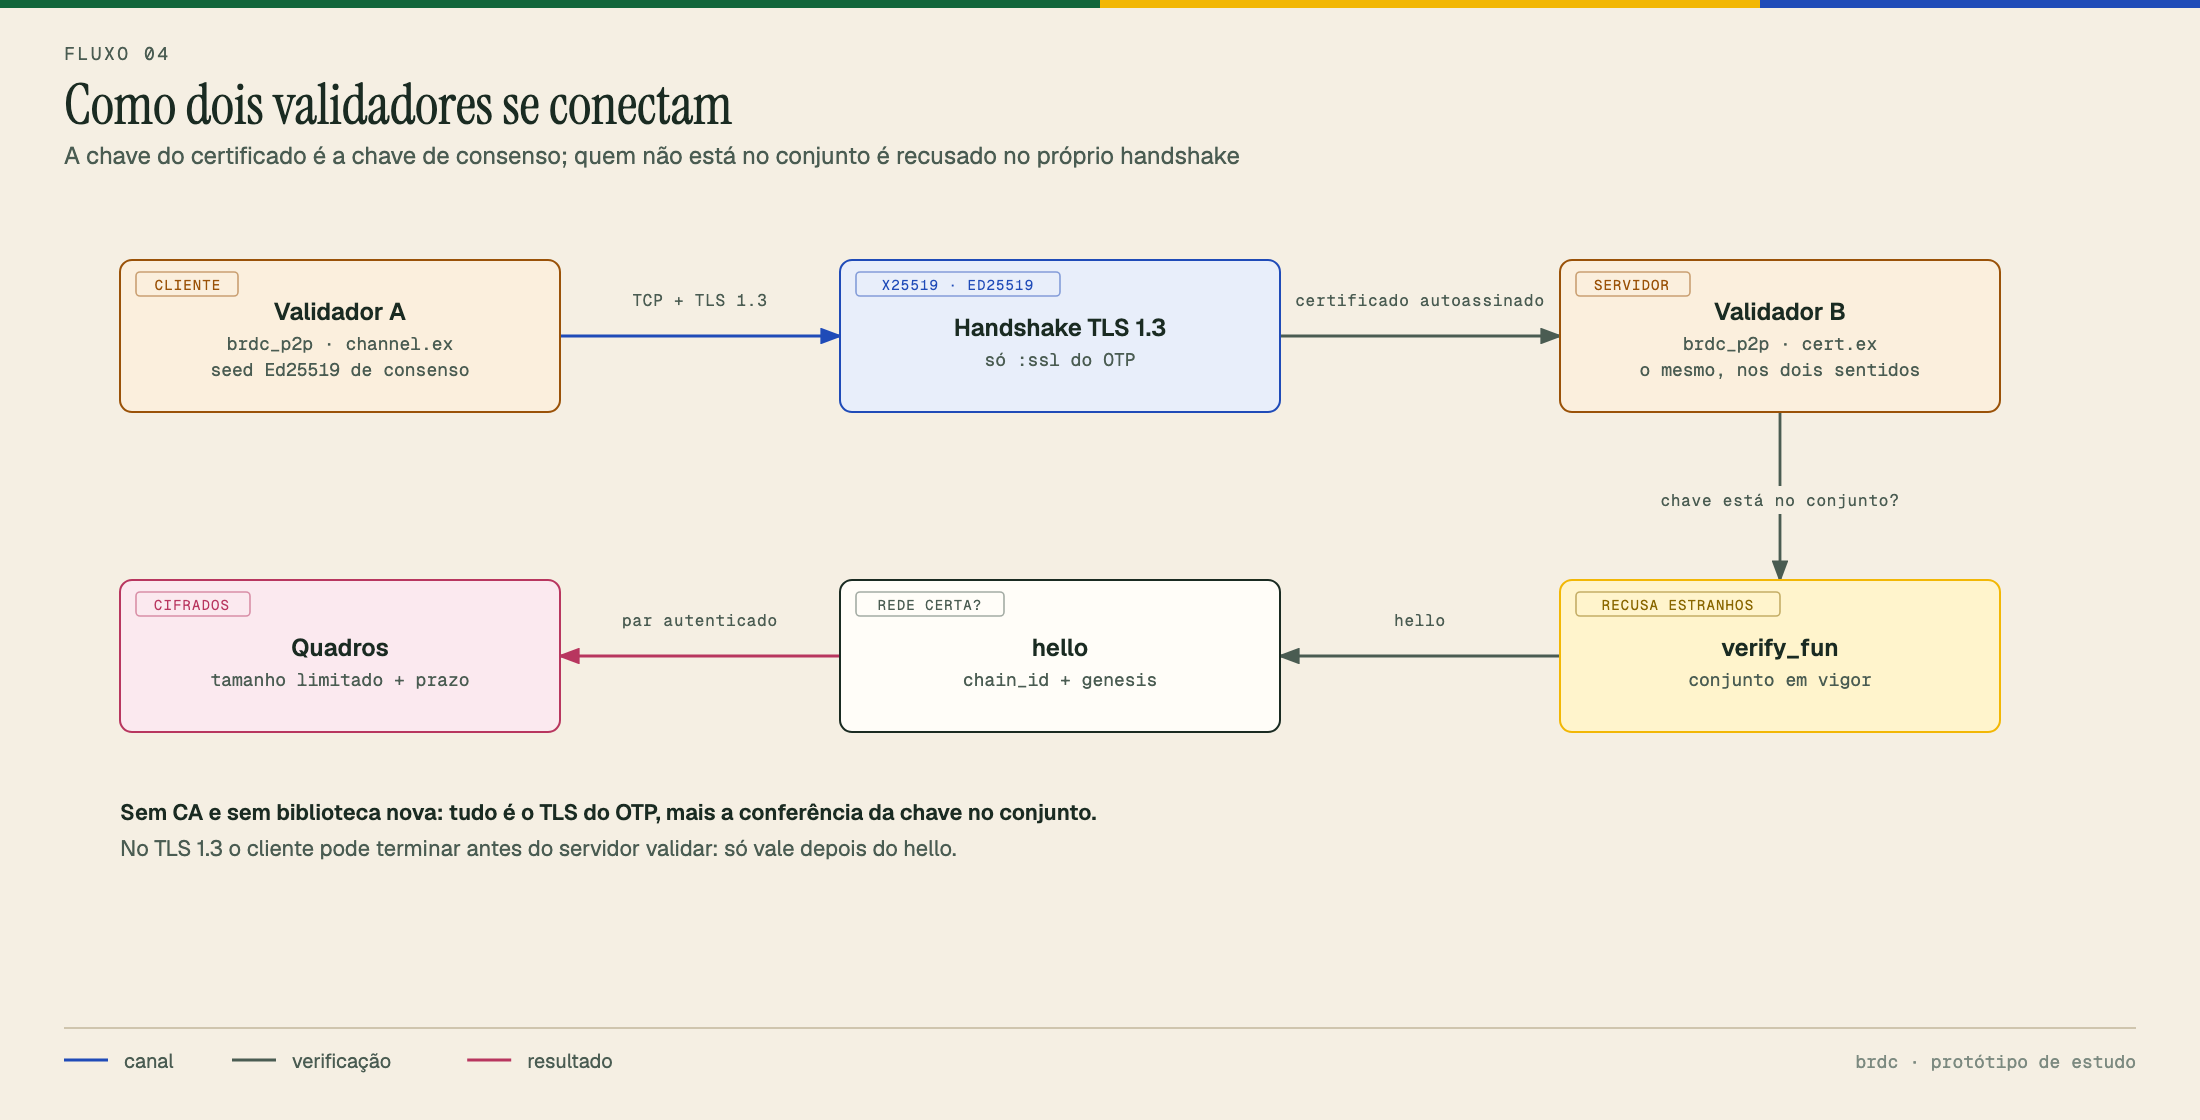 FLUXO 04
Como dois validadores se conectam
A chave do certificado é a chave de consenso; quem não está no conjunto é recusado no próprio handshake
CLIENTE
Validador A
brdc_p2p · channel.ex
seed Ed25519 de consenso
TCP + TLS 1.3
X25519 · ED25519
Handshake TLS 1.3
só :ssl do OTP
certificado autoassinado
SERVIDOR
Validador B
brdc_p2p · cert.ex
o mesmo, nos dois sentidos
chave está no conjunto?
RECUSA ESTRANHOS
verify_fun
conjunto em vigor
hello
REDE CERTA?
hello
chain_id + genesis
par autenticado
CIFRADOS
Quadros
tamanho limitado + prazo
Sem CA e sem biblioteca nova: tudo é o TLS do OTP, mais a conferência da chave no conjunto.
No TLS 1.3 o cliente pode terminar antes do servidor validar: só vale depois do hello.
canal
verificação
resultado
brdc · protótipo de estudo